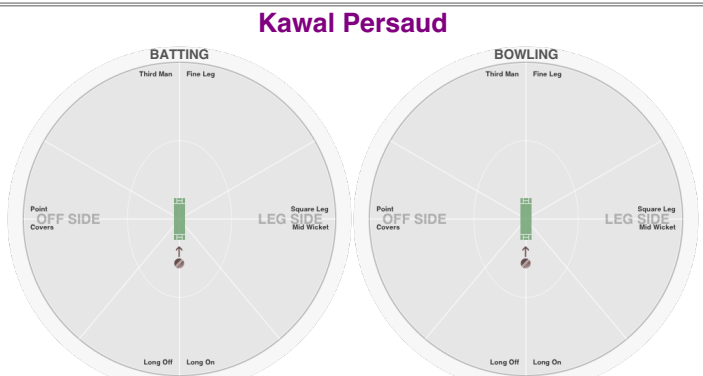 Kawal Persaud
BATTING
Third Man Fine Leg
Point
OFF SIDE
Covers
Square Leg
LEG SIDE
Mid Wicket
Long Off Long On
BOWLING
Third Man Fine Leg
Point
OFF SIDE
Covers
Square Leg
LEG SIDE
Mid Wicket
Long Off Long On